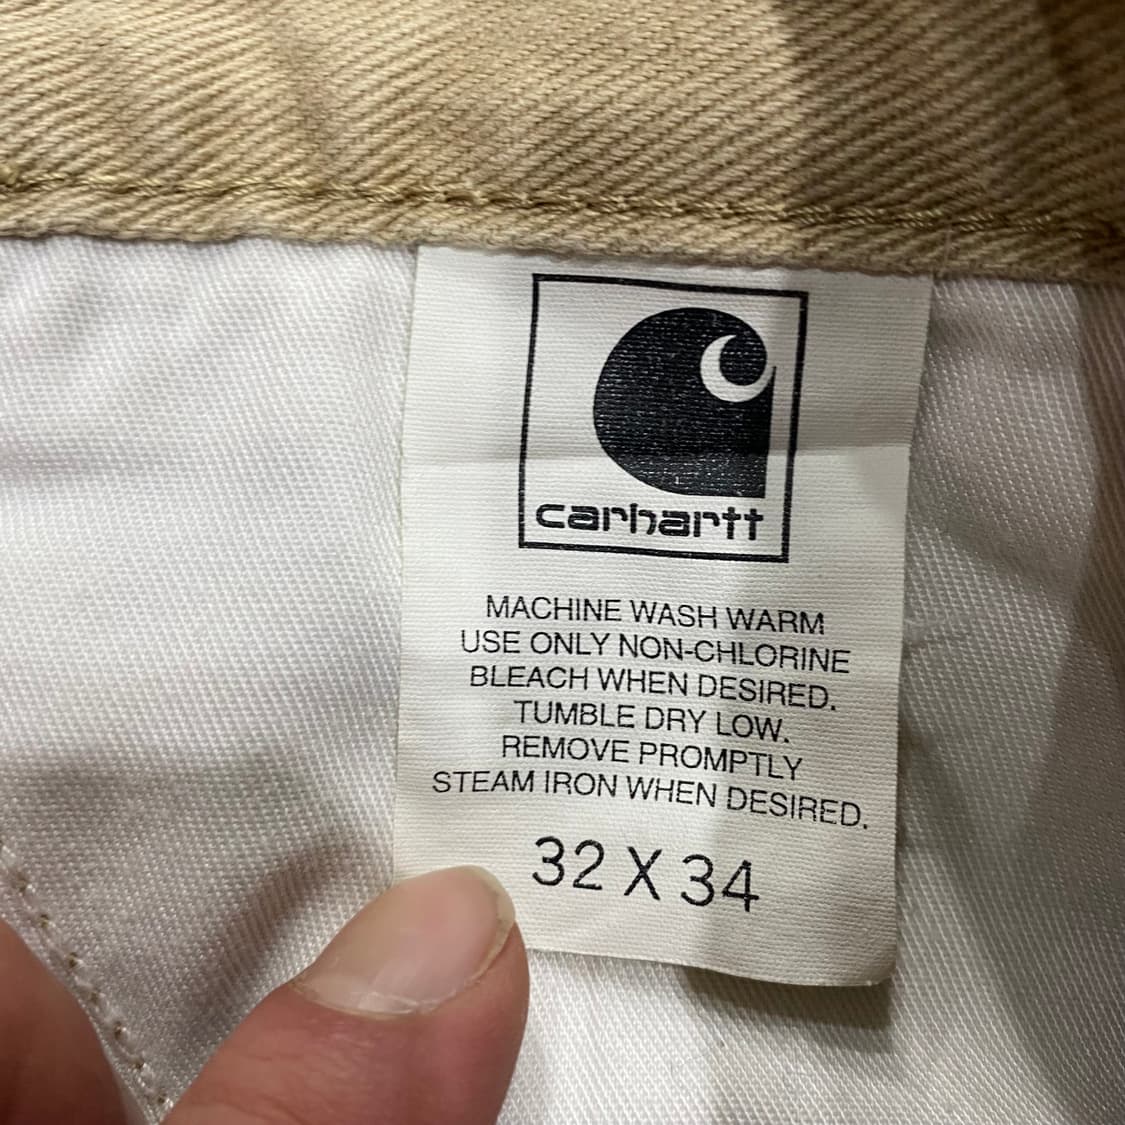 carhartt
MACHINE WASH WARM
USE ONLY NON-CHLORINE
BLEACH WHEN DESIRED.
TUMBLE DRY LOW.
REMOVE PROMPTLY
STEAM IRON WHEN DESIRED.
32 X 34